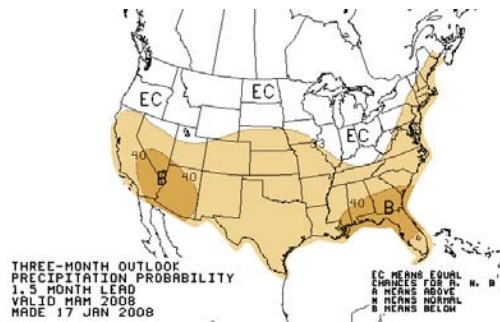 EC
EC
33
EC
40
B
40
40
B
THREE-MONTH OUTLOOK
PRECIPITATION PROBABILITY
1.5 MONTH LEAD
VALID MAM 2008
MADE 17 JAN 2008
EC MEANS EQUAL
CHANCES FOR A, N, B
A MEANS ABOVE
N MEANS NORMAL
B MEANS BELOW